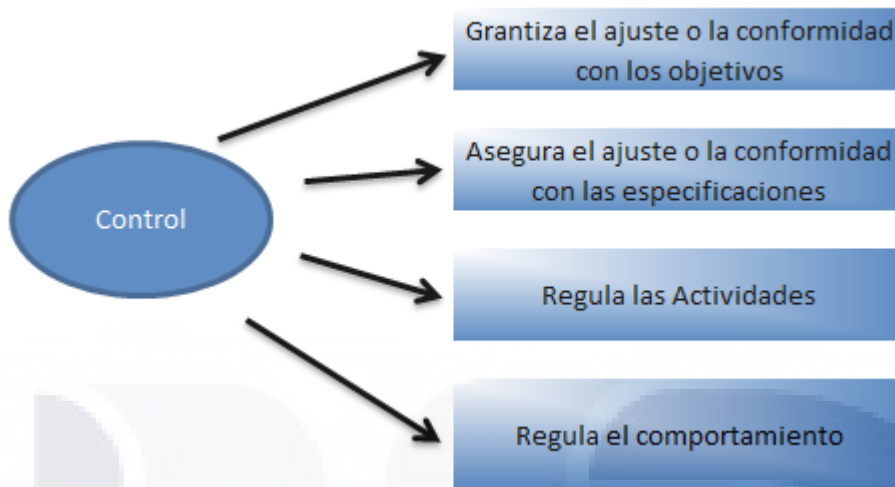 Grantiza el ajuste o la conformidad
con los objetivos
Asegura el ajuste o la conformidad
con las especificaciones
Control
Regula las Actividades
Regula el comportamiento